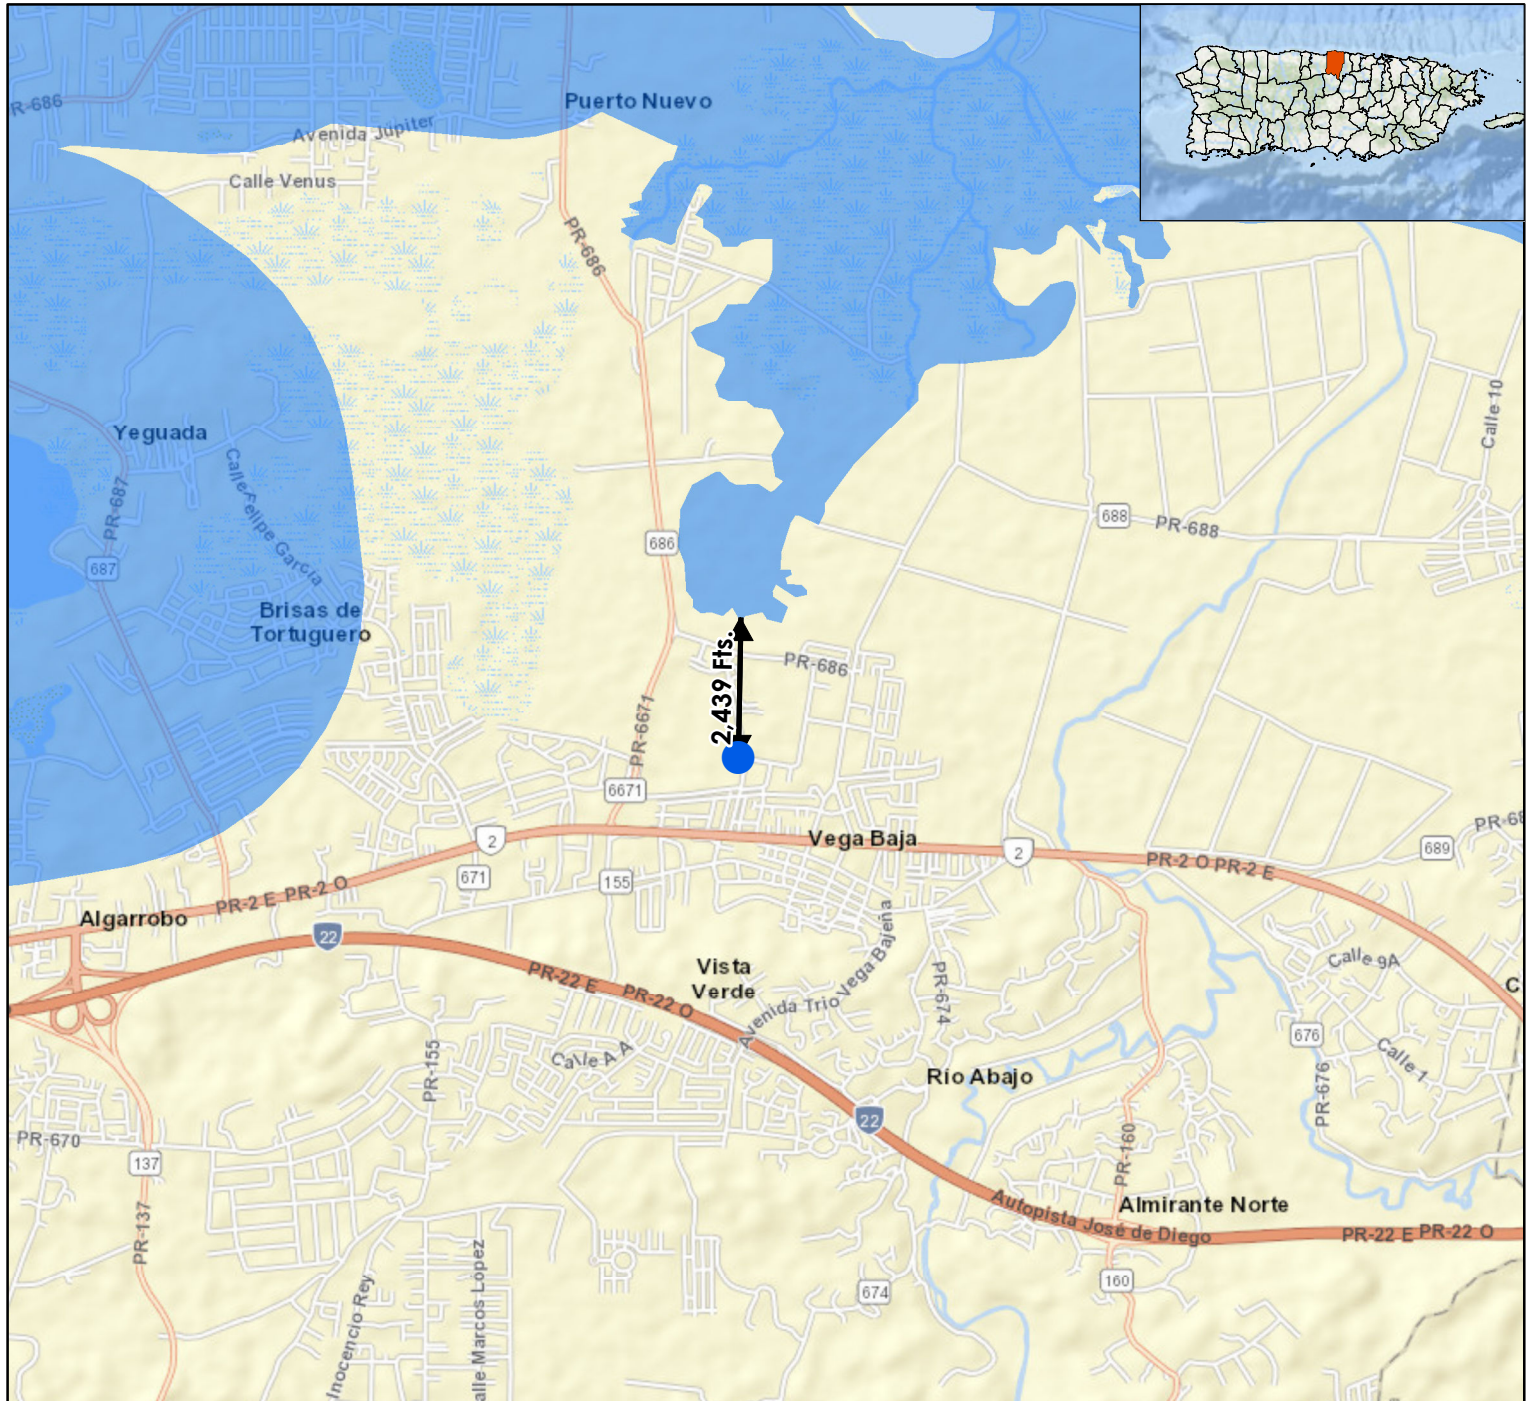 PR-686
Puerto Nuevo
Avenida Júpiter
Calle Venus
PR-686
Yeguada
Calle Felipe García
PR-687
687
Calle 10
688
PR-688
686
Brisas de
Tortuguero
2,439 Fts.
PR-686
PR-6671
6671
2
Vega Baja
2
PR-2 O PR-2 E
689
PR-68
671
155
PR-2 E PR-2 O
Algarrobo
22
PR-22 E
PR-22 O
Vista
Verde
Avenida Trio Vega Bajeña
PR-674
Calle 9A
C
676
Calle 1
PR-676
Calle A A
PR-155
Río Abajo
22
PR-670
137
PR-160
PR-137
Autopista José de Diego
Almirante Norte
PR-22 E PR-22 O
160
674
Inocencio Rey
alle Marcos Lopez